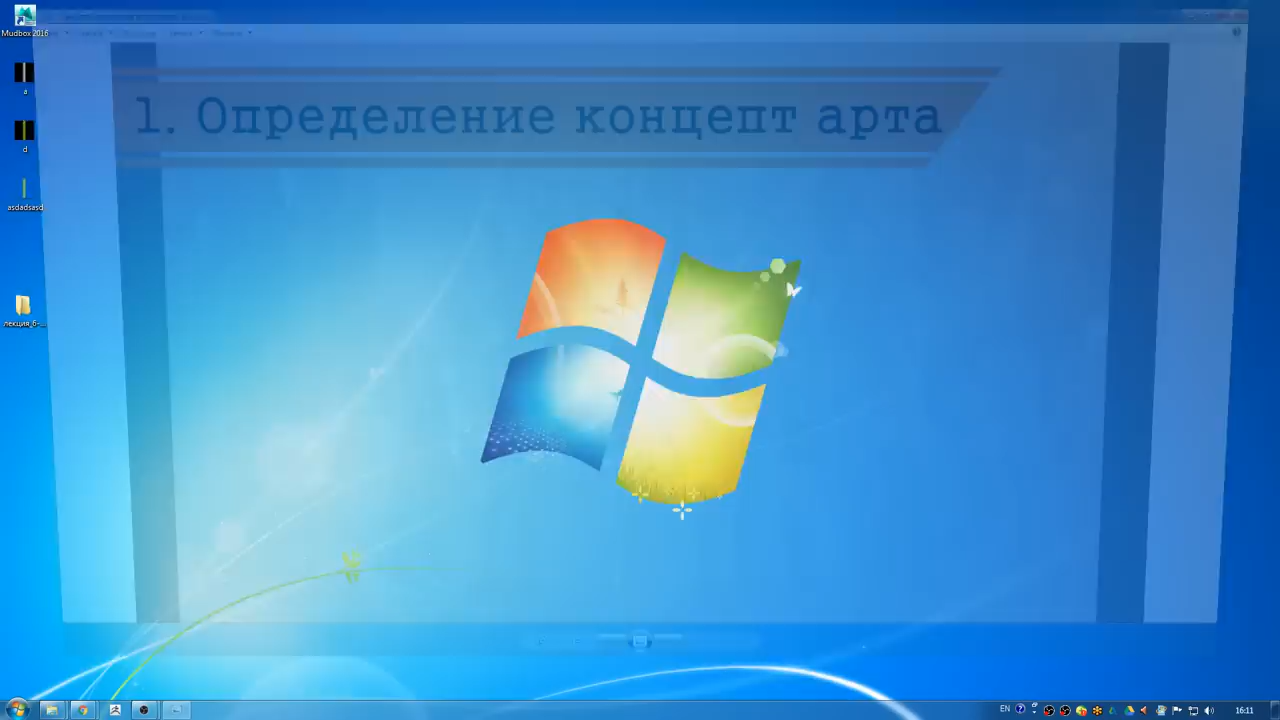 Mudbox 2016
1. Определение концепт арта
a
d
asdadsasd
лекция_6-...
EN
16:11